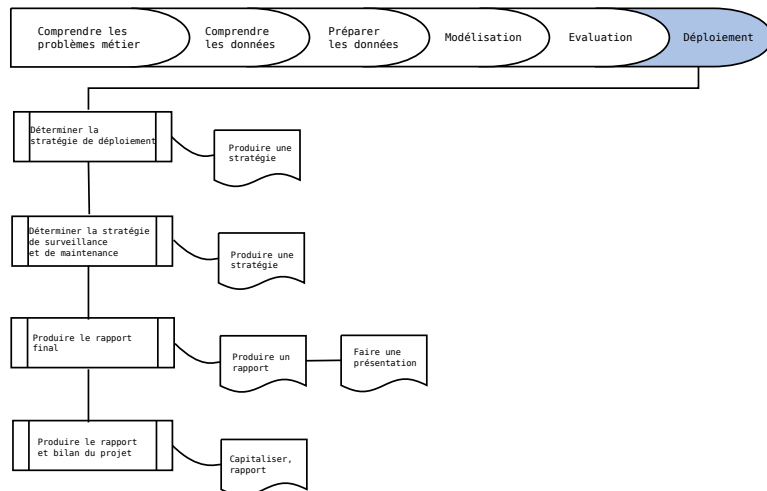 Comprendre les
problèmes métier
Comprendre
les données
Préparer
les données
Modélisation
Evaluation
Déploiement
Déterminer la
stratégie de déploiement
Produire une
stratégie
Déterminer la stratégie
de surveillance
et de maintenance
Produire une
stratégie
Produire le rapport
final
Produire un
rapport
Faire une
présentation
Produire le rapport
et bilan du projet
Capitaliser,
rapport